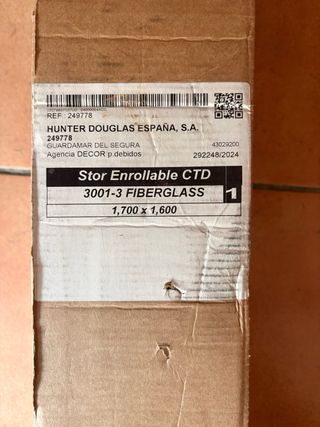 REF: 249778
HUNTER DOUGLAS ESPAÑA, S.A.
249778
GUARDAMAR DEL SEGURA 43029200
Agencia DECOR p.debidos 292248/2024
Stor Enrollable CTD
3001-3 FIBERGLASS 1
1,700 x 1,600